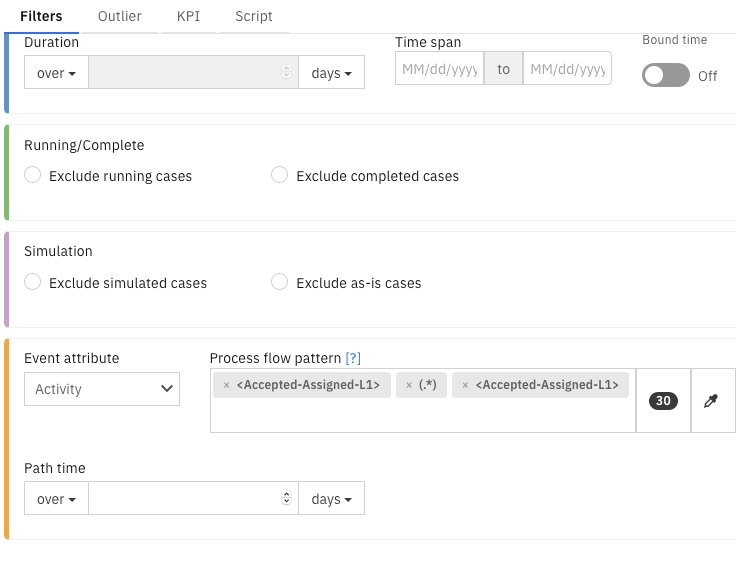 Filters Outlier KPI Script
Duration Time span Bound time
over days MM/dd/yyyy to MM/dd/yyyy Off
Running/Complete
Exclude running cases Exclude completed cases
Simulation
Exclude simulated cases Exclude as-is cases
Event attribute Process flow pattern [?]
Activity × <Accepted-Assigned-L1> × (.*) × <Accepted-Assigned-L1> 30
Path time
over days